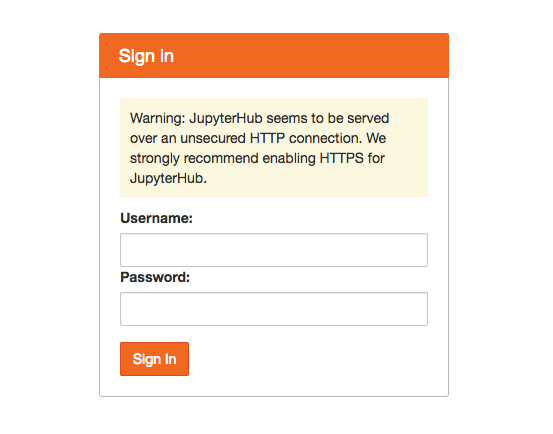 Sign in
Warning: JupyterHub seems to be served
over an unsecured HTTP connection. We
strongly recommend enabling HTTPS for
JupyterHub.
Username:
Password:
Sign In